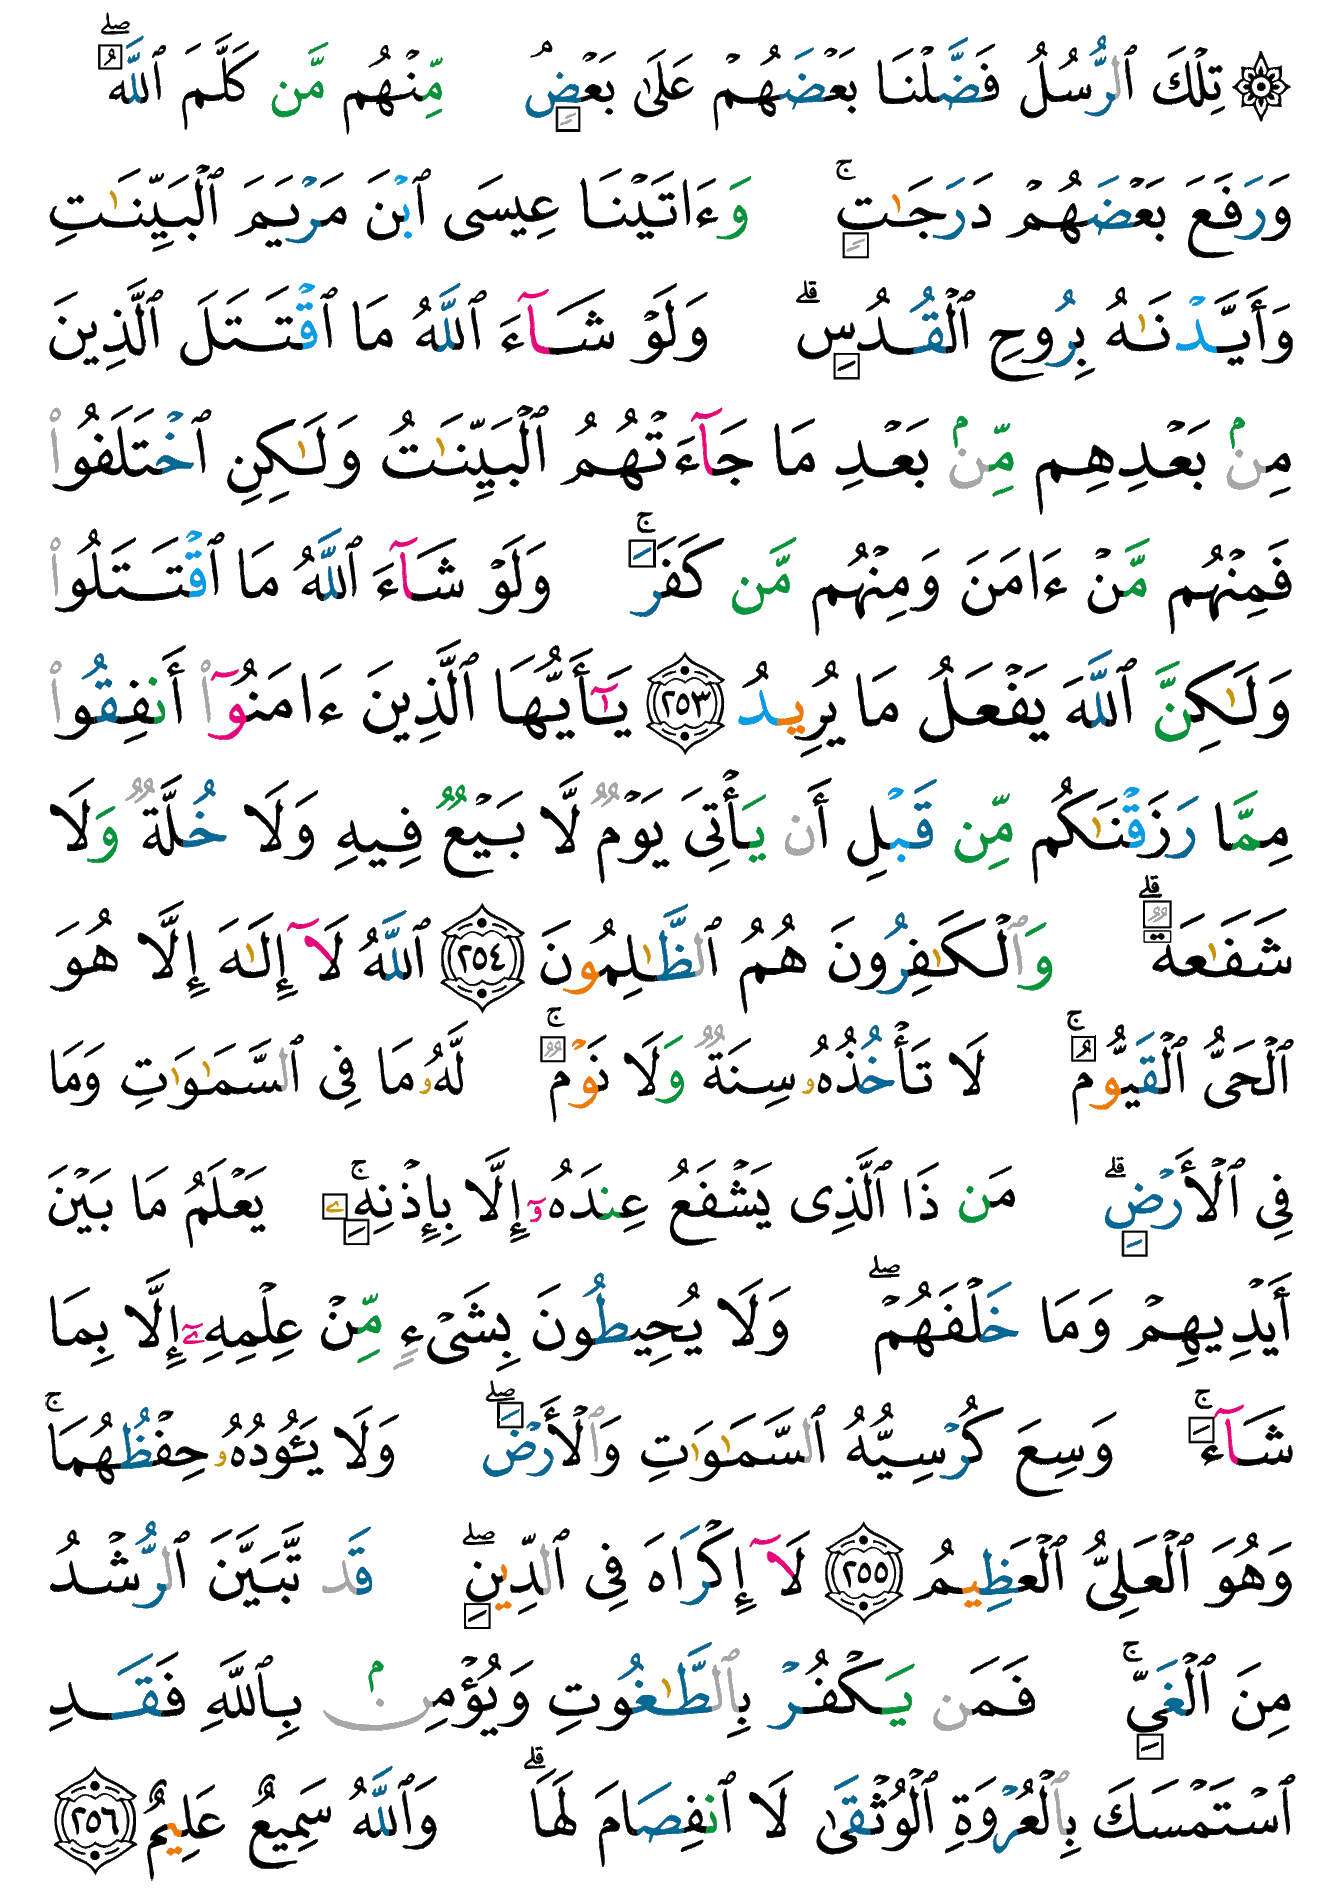 ۞ تِلْكَ ٱلرُّسُلُ فَضَّلْنَا بَعْضَهُمْ عَلَىٰ بَعْضٍۢ مِّنْهُم مَّن كَلَّمَ ٱللَّهُ ۖ
وَرَفَعَ بَعْضَهُمْ دَرَجَـٰتٍۢ ۚ وَءَاتَيْنَا عِيسَى ٱبْنَ مَرْيَمَ ٱلْبَيِّنَـٰتِ
وَأَيَّدْنَـٰهُ بِرُوحِ ٱلْقُدُسِ ۗ وَلَوْ شَآءَ ٱللَّهُ مَا ٱقْتَتَلَ ٱلَّذِينَ
مِنۢ بَعْدِهِم مِّنۢ بَعْدِ مَا جَآءَتْهُمُ ٱلْبَيِّنَـٰتُ وَلَـٰكِنِ ٱخْتَلَفُوا۟
فَمِنْهُم مَّنْ ءَامَنَ وَمِنْهُم مَّن كَفَرَ ۚ وَلَوْ شَآءَ ٱللَّهُ مَا ٱقْتَتَلُوا۟
وَلَـٰكِنَّ ٱللَّهَ يَفْعَلُ مَا يُرِيدُ ٢٥٣ يَـٰٓأَيُّهَا ٱلَّذِينَ ءَامَنُوٓا۟ أَنفِقُوا۟
مِمَّا رَزَقْنَـٰكُم مِّن قَبْلِ أَن يَأْتِىَ يَوْمٌۭ لَّا بَيْعٌۭ فِيهِ وَلَا خُلَّةٌۭ وَلَا
شَفَـٰعَةٌۭ ۗ وَٱلْكَـٰفِرُونَ هُمُ ٱلظَّـٰلِمُونَ ٢٥٤ ٱللَّهُ لَآ إِلَـٰهَ إِلَّا هُوَ
ٱلْحَىُّ ٱلْقَيُّومُ ۚ لَا تَأْخُذُهُۥ سِنَةٌۭ وَلَا نَوْمٌۭ ۚ لَّهُۥ مَا فِى ٱلسَّمَـٰوَٰتِ وَمَا
فِى ٱلْأَرْضِ ۗ مَن ذَا ٱلَّذِى يَشْفَعُ عِندَهُۥٓ إِلَّا بِإِذْنِهِۦ ۚ يَعْلَمُ مَا بَيْنَ
أَيْدِيهِمْ وَمَا خَلْفَهُمْ ۖ وَلَا يُحِيطُونَ بِشَىْءٍۢ مِّنْ عِلْمِهِۦٓ إِلَّا بِمَا
شَآءَ ۚ وَسِعَ كُرْسِيُّهُ ٱلسَّمَـٰوَٰتِ وَٱلْأَرْضَ ۖ وَلَا يَـُٔودُهُۥ حِفْظُهُمَا ۚ
وَهُوَ ٱلْعَلِىُّ ٱلْعَظِيمُ ٢٥٥ لَآ إِكْرَاهَ فِى ٱلدِّينِ ۖ قَد تَّبَيَّنَ ٱلرُّشْدُ
مِنَ ٱلْغَىِّ ۚ فَمَن يَكْفُرْ بِٱلطَّـٰغُوتِ وَيُؤْمِنۢ بِٱللَّهِ فَقَدِ
ٱسْتَمْسَكَ بِٱلْعُرْوَةِ ٱلْوُثْقَىٰ لَا ٱنفِصَامَ لَهَا ۗ وَٱللَّهُ سَمِيعٌ عَلِيمٌ ٢٥٦